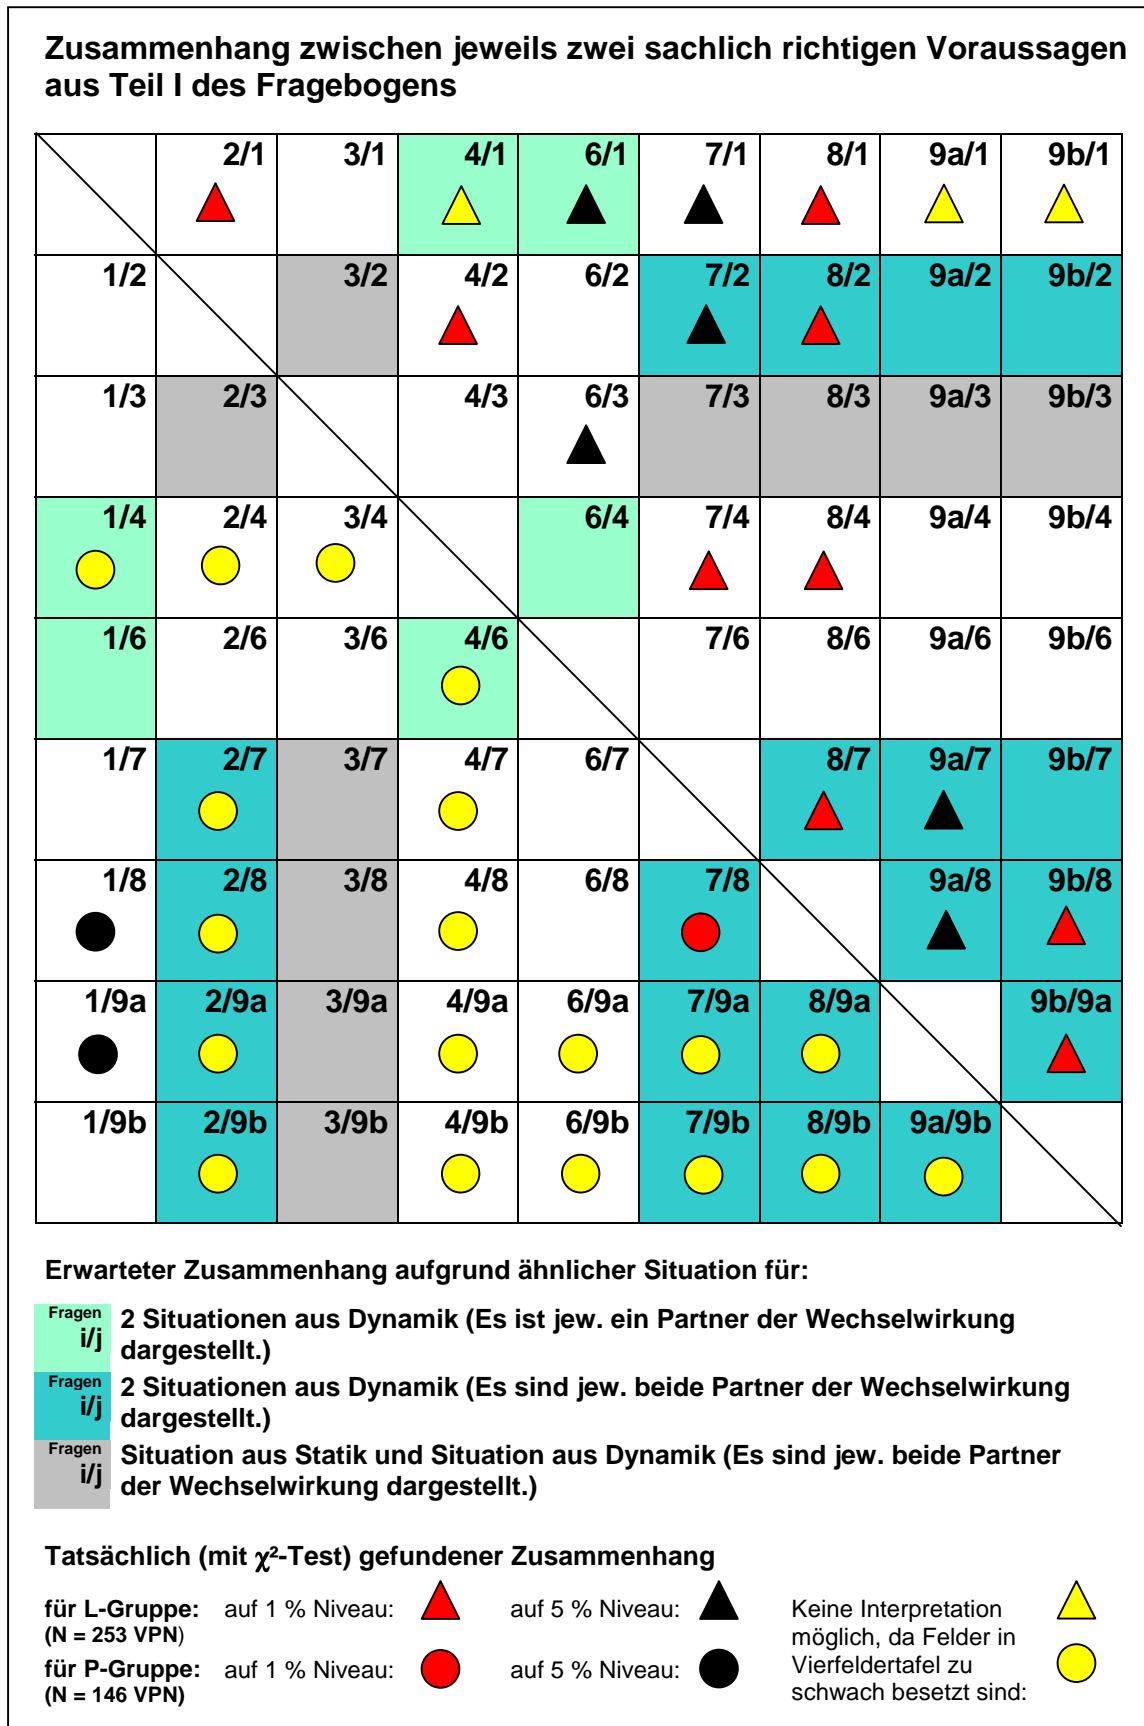 Zusammenhang zwischen jeweils zwei sachlich richtigen Voraussagen
aus Teil I des Fragebogens
2/1 3/1 4/1 6/1 7/1 8/1 9a/1 9b/1
1/2 3/2 4/2 6/2 7/2 8/2 9a/2 9b/2
1/3 2/3 4/3 6/3 7/3 8/3 9a/3 9b/3
1/4 2/4 3/4 6/4 7/4 8/4 9a/4 9b/4
1/6 2/6 3/6 4/6 7/6 8/6 9a/6 9b/6
1/7 2/7 3/7 4/7 6/7 8/7 9a/7 9b/7
1/8 2/8 3/8 4/8 6/8 7/8 9a/8 9b/8
1/9a 2/9a 3/9a 4/9a 6/9a 7/9a 8/9a 9b/9a
1/9b 2/9b 3/9b 4/9b 6/9b 7/9b 8/9b 9a/9b
Erwarteter Zusammenhang aufgrund ähnlicher Situation für:
Fragen
i/j
2 Situationen aus Dynamik (Es ist jew. ein Partner der Wechselwirkung
dargestellt.)
Fragen
i/j
2 Situationen aus Dynamik (Es sind jew. beide Partner der Wechselwirkung
dargestellt.)
Fragen
i/j
Situation aus Statik und Situation aus Dynamik (Es sind jew. beide Partner
der Wechselwirkung dargestellt.)
Tatsächlich (mit χ²-Test) gefundener Zusammenhang
für L-Gruppe: auf 1 % Niveau: auf 5 % Niveau:
(N = 253 VPN)
für P-Gruppe: auf 1 % Niveau: auf 5 % Niveau:
(N = 146 VPN)
Keine Interpretation
möglich, da Felder in
Vierfeldertafel zu
schwach besetzt sind: